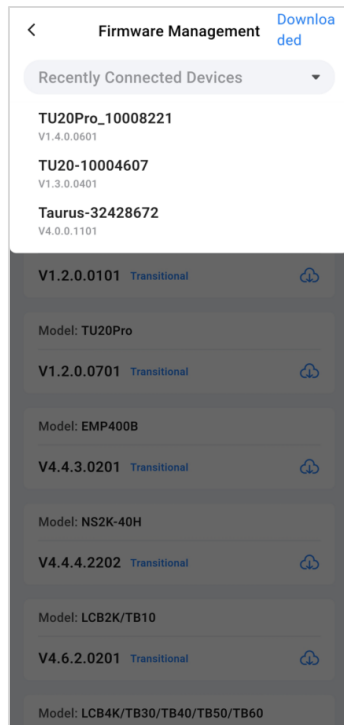 Firmware Management
Downloa
ded
Recently Connected Devices
TU20Pro_10008221
V1.4.0.0601
TU20-10004607
V1.3.0.0401
Taurus-32428672
V4.0.0.1101
V1.2.0.0101 Transitional
Model: TU20Pro
V1.2.0.0701 Transitional
Model: EMP400B
V4.4.3.0201 Transitional
Model: NS2K-40H
V4.4.4.2202 Transitional
Model: LCB2K/TB10
V4.6.2.0201 Transitional
Model: LCB4K/TB30/TB40/TB50/TB60